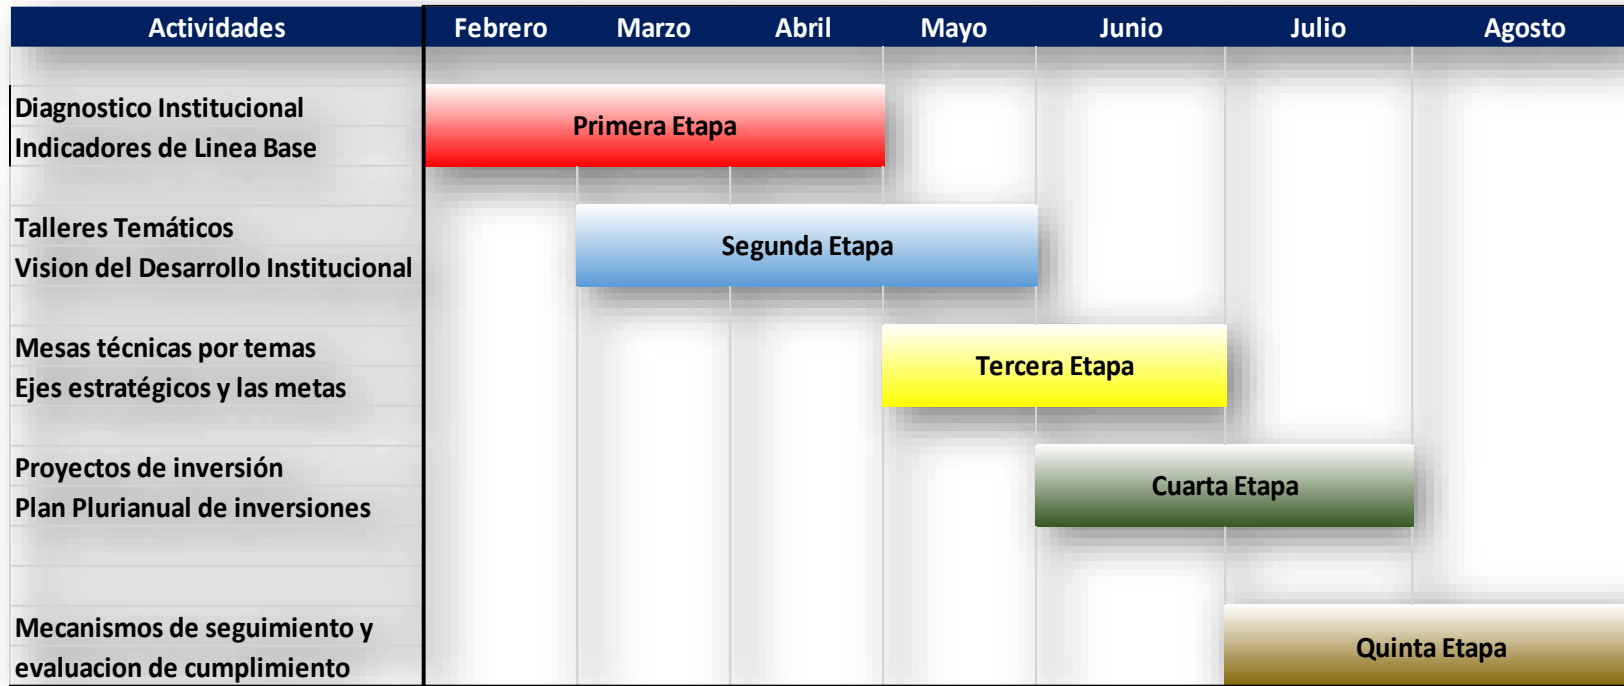 Actividades Febrero Marzo Abril Mayo Junio Julio Agosto
Diagnostico Institucional
Primera Etapa
Indicadores de Linea Base
Talleres Temáticos
Segunda Etapa
Vision del Desarrollo Institucional
Mesas técnicas por temas
Tercera Etapa
Ejes estratégicos y las metas
Proyectos de inversión
Cuarta Etapa
Plan Plurianual de inversiones
Mecanismos de seguimiento y
Quinta Etapa
evaluacion de cumplimiento